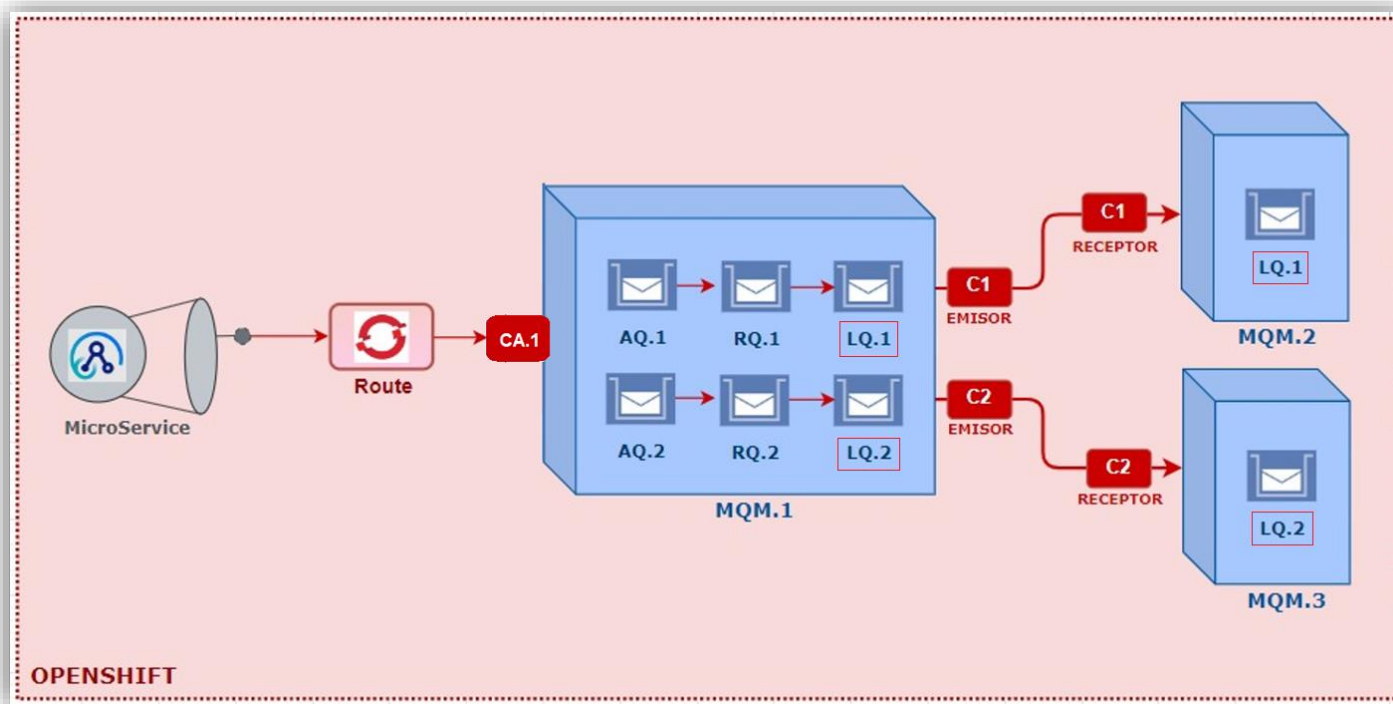 MicroService
Route
CA.1
AQ.1
RQ.1
LQ.1
AQ.2
RQ.2
LQ.2
MQM.1
C1
EMISOR
C1
RECEPTOR
C2
EMISOR
C2
RECEPTOR
LQ.1
MQM.2
LQ.2
MQM.3
OPENSHIFT